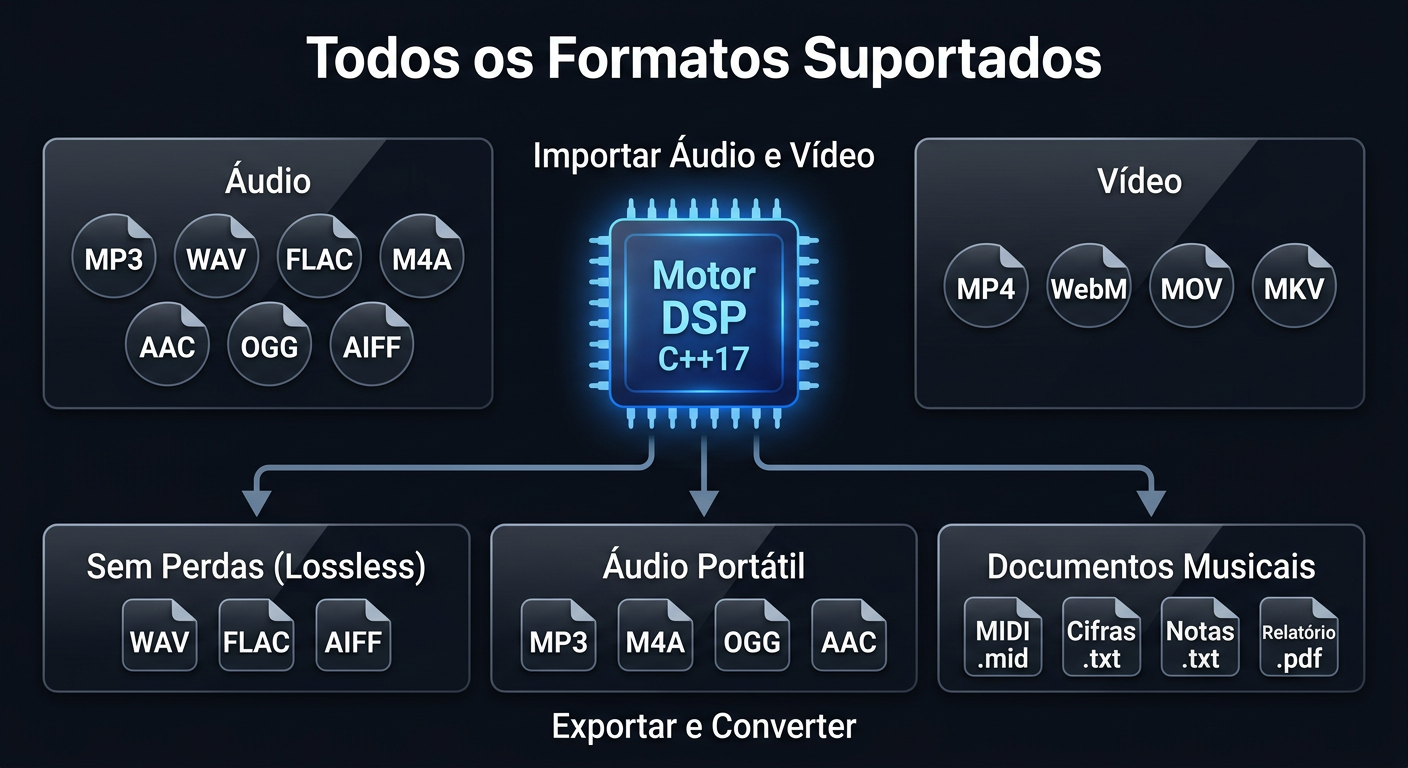 Todos os Formatos Suportados
Áudio
MP3 WAV FLAC M4A
AAC OGG AIFF
Importar Áudio e Vídeo
Motor
DSP
C++17
Vídeo
MP4 WebM MOV MKV
Sem Perdas (Lossless)
WAV FLAC AIFF
Áudio Portátil
MP3 M4A OGG AAC
Documentos Musicais
MIDI
.mid
Cifras
.txt
Notas
.txt
Relatório
.pdf
Exportar e Converter